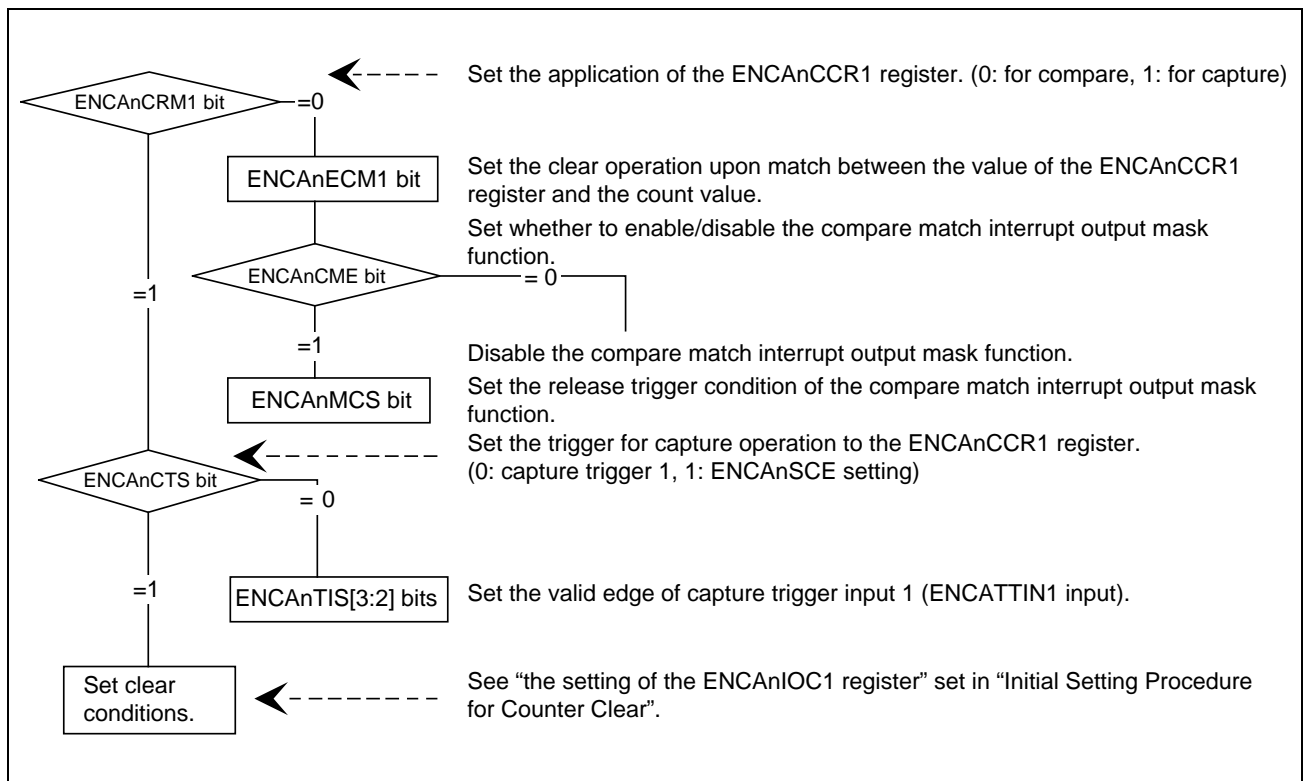 Set the application of the ENCAnCCR1 register. (0: for compare, 1: for capture)
ENCAnCRM1 bit
=0
ENCAnECM1 bit
Set the clear operation upon match between the value of the ENCAnCCR1
register and the count value.
Set whether to enable/disable the compare match interrupt output mask
function.
ENCAnCME bit
= 0
=1
=1
Disable the compare match interrupt output mask function.
ENCAnMCS bit
Set the release trigger condition of the compare match interrupt output mask
function.
Set the trigger for capture operation to the ENCAnCCR1 register.
(0: capture trigger 1, 1: ENCAnSCE setting)
ENCAnCTS bit
= 0
=1
ENCAnTIS[3:2] bits
Set the valid edge of capture trigger input 1 (ENCATTIN1 input).
Set clear
conditions.
See “the setting of the ENCAnIOC1 register” set in “Initial Setting Procedure
for Counter Clear”.